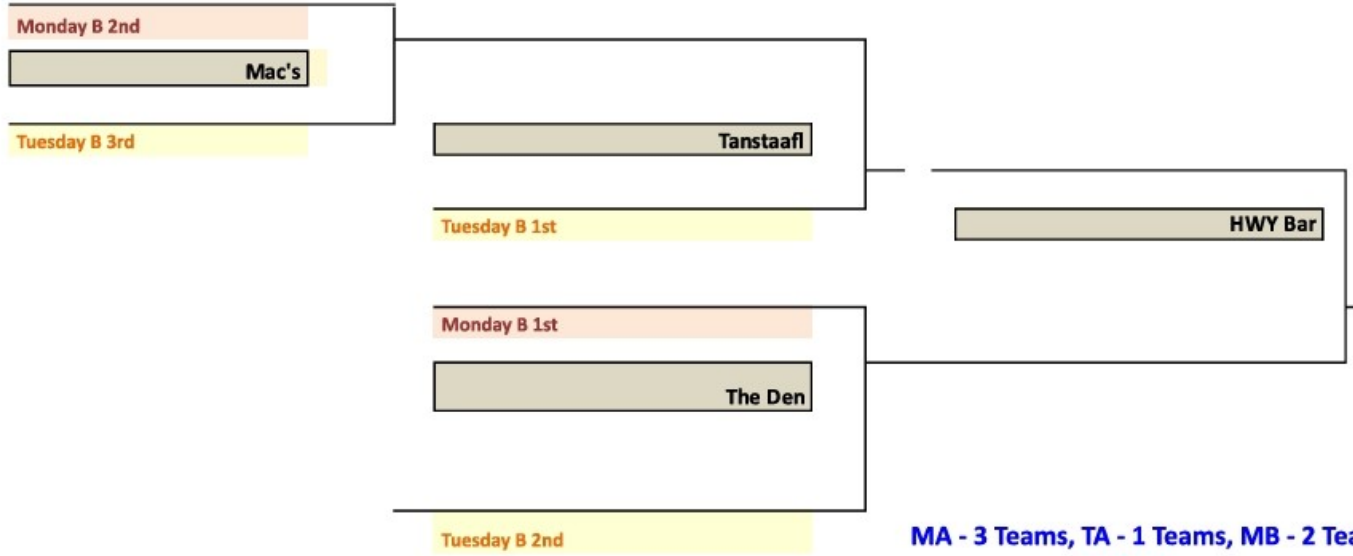 Monday B 2nd
Mac's
Tuesday B 3rd
Tanstaafl
Tuesday B 1st
HWY Bar
Monday B 1st
The Den
Tuesday B 2nd
MA - 3 Teams, TA - 1 Teams, MB - 2